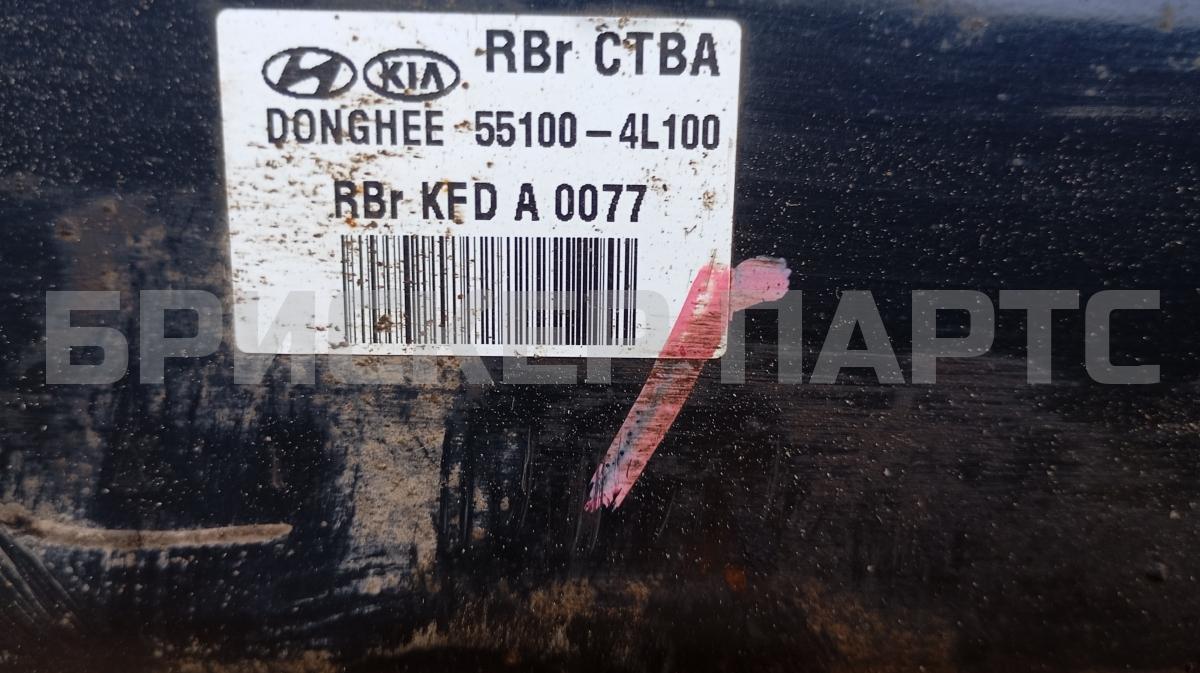 KIA RBr CTBA
DONGHEE 55100-4L100
RBr KFD A 0077
БРИСКЕР ПАРТС